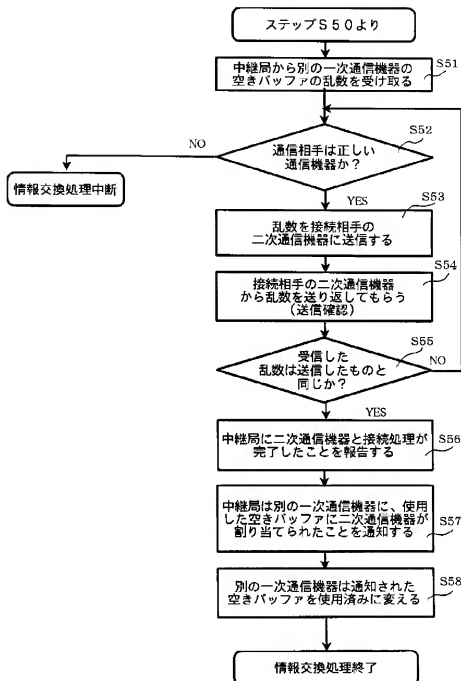 ステップS50より
中継局から別の一次通信機器の
空きバッファの乱数を受け取る
S51
S52
通信相手は正しい
通信機器か？
NO
情報交換処理中断
YES
S53
乱数を接続相手の
二次通信機器に送信する
S54
接続相手の二次通信機器
から乱数を送り返してもらう
（送信確認）
S55
受信した
乱数は送信したものと
同じか？
NO
YES
S56
中継局に二次通信機器と接続処理が
完了したことを報告する
中継局は別の一次通信機器に、使用
した空きバッファに二次通信機器が
割り当てられたことを通知する
S57
別の一次通信機器は通知された
空きバッファを使用済みに変える
S58
情報交換処理終了